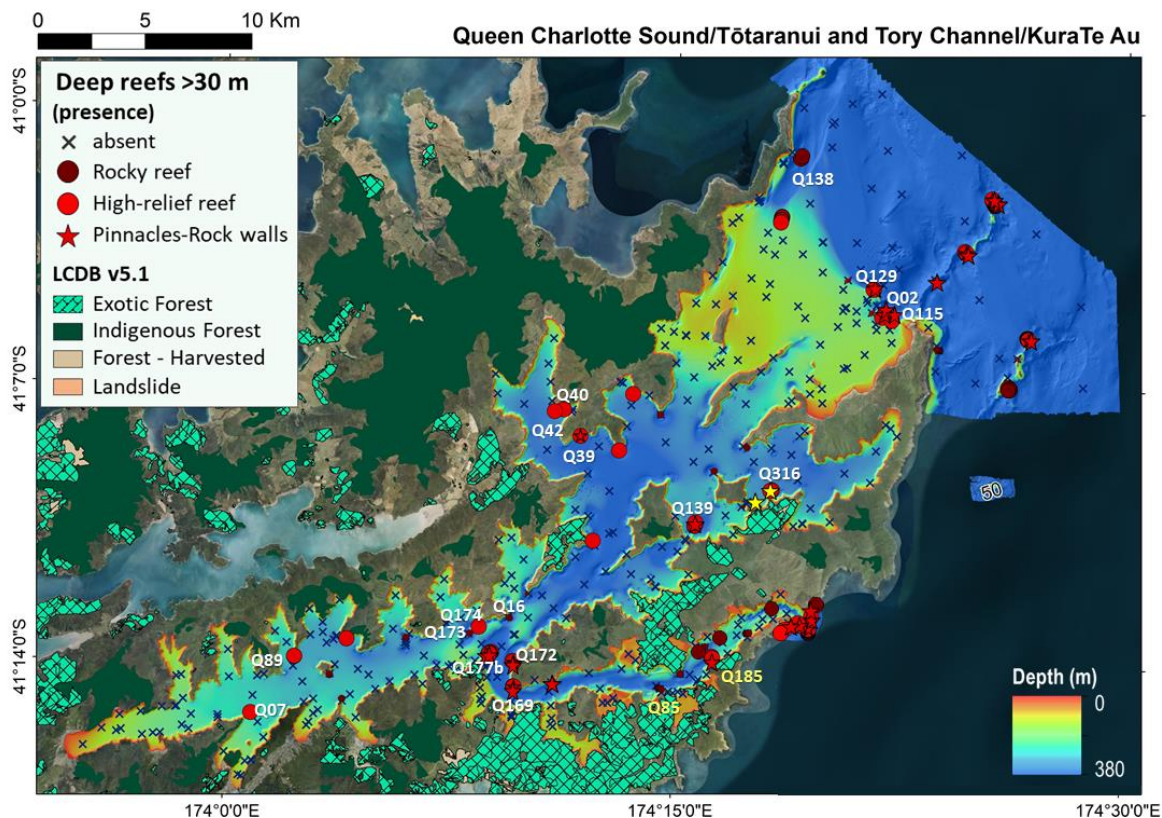 0 5 10 Km
Queen Charlotte Sound/Tōtaranui and Tory Channel/KuraTe Au
Deep reefs >30 m
(presence)
absent
Rocky reef
High-relief reef
Pinnacles-Rock walls
LCDB v5.1
Exotic Forest
Indigenous Forest
Forest - Harvested
Landslide
41°0'0"S
41°7'0"S
41°14'0"S
Q138
Q129
Q02
Q115
Q40
Q42
Q39
Q316
Q139
50
Q16
Q174
Q173
Q172
Q177b
Q89
Q185
Q169
Q85
Q07
Depth (m)
0
380
174°0'0"E
174°15'0"E
174°30'0"E